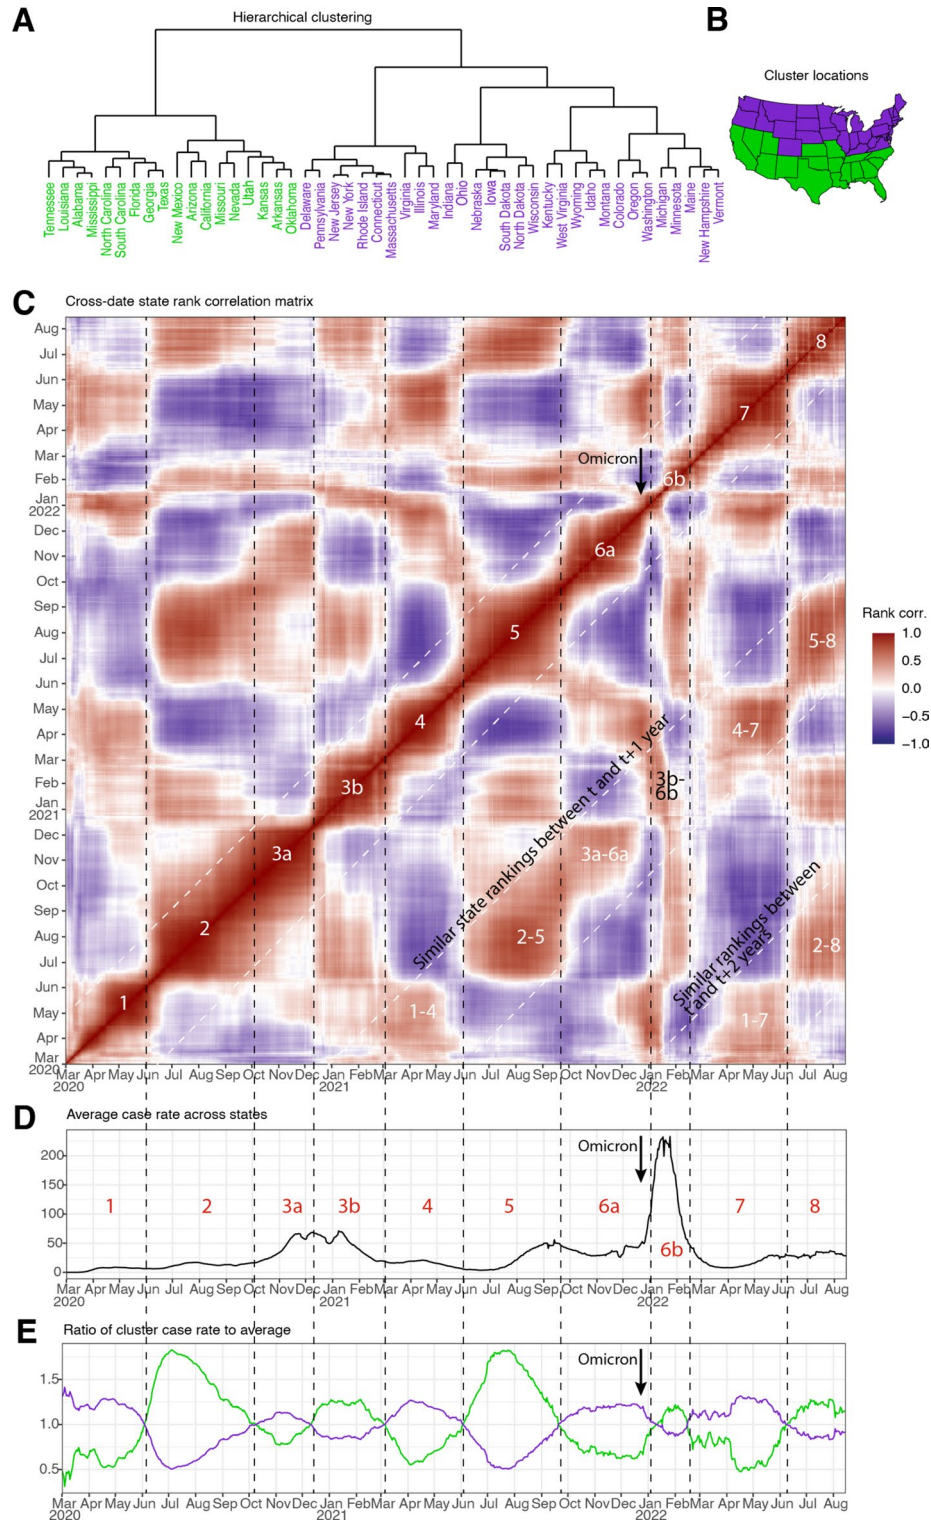 A
Hierarchical clustering
Tennessee
Louisiana
Alabama
Mississippi
North Carolina
South Carolina
Florida
Georgia
Texas
New Mexico
Arizona
California
Missouri
Nevada
Utah
Kansas
Arkansas
Oklahoma
Delaware
Pennsylvania
New Jersey
New York
Rhode Island
Connecticut
Massachusetts
Virginia
Illinois
Maryland
Indiana
Ohio
Nebraska
Iowa
South Dakota
North Dakota
Wisconsin
Kentucky
West Virginia
Wyoming
Idaho
Montana
Colorado
Oregon
Washington
Michigan
Minnesota
Maine
New Hampshire
Vermont
B
Cluster locations
C
Cross-date state rank correlation matrix
Aug
Jul
Jun
May
Apr
Mar
Feb
Jan
2022
Dec
Nov
Oct
Sep
Aug
Jul
Jun
May
Apr
Mar
Feb
Jan
2021
Dec
Nov
Oct
Sep
Aug
Jul
Jun
May
Apr
Mar
2020
8
7
Omicron
6b
6a
5
5-8
4
4-7
3b
3b-
6b
3a
3a-6a
2
2-5
2-8
1
1-4
1-7
Similar state rankings between t and t+1 year
Similar rankings between
t and t+2 years
Mar Apr May Jun Jul Aug Sep Oct Nov Dec Jan Feb Mar Apr May Jun Jul Aug Sep Oct Nov Dec Jan Feb Mar Apr May Jun Jul Aug
2020 2021 2022
Rank corr.
1.0
0.5
0.0
−0.5
−1.0
D
Average case rate across states
200
150
100
50
0
Omicron
1 2 3a 3b 4 5 6a 7 8
6b
Mar Apr May Jun Jul Aug Sep Oct Nov Dec Jan Feb Mar Apr May Jun Jul Aug Sep Oct Nov Dec Jan Feb Mar Apr May Jun Jul Aug
2020 2021 2022
E
Ratio of cluster case rate to average
Omicron
1.5
1.0
0.5
Mar Apr May Jun Jul Aug Sep Oct Nov Dec Jan Feb Mar Apr May Jun Jul Aug Sep Oct Nov Dec Jan Feb Mar Apr May Jun Jul Aug
2020 2021 2022